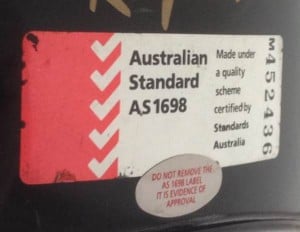 Australian
Standard
AS1698
Made under
a quality
scheme
certified by
Standards
Australia
M452436
DO NOT REMOVE THE
AS 1698 LABEL
IT IS EVIDENCE OF
APPROVAL